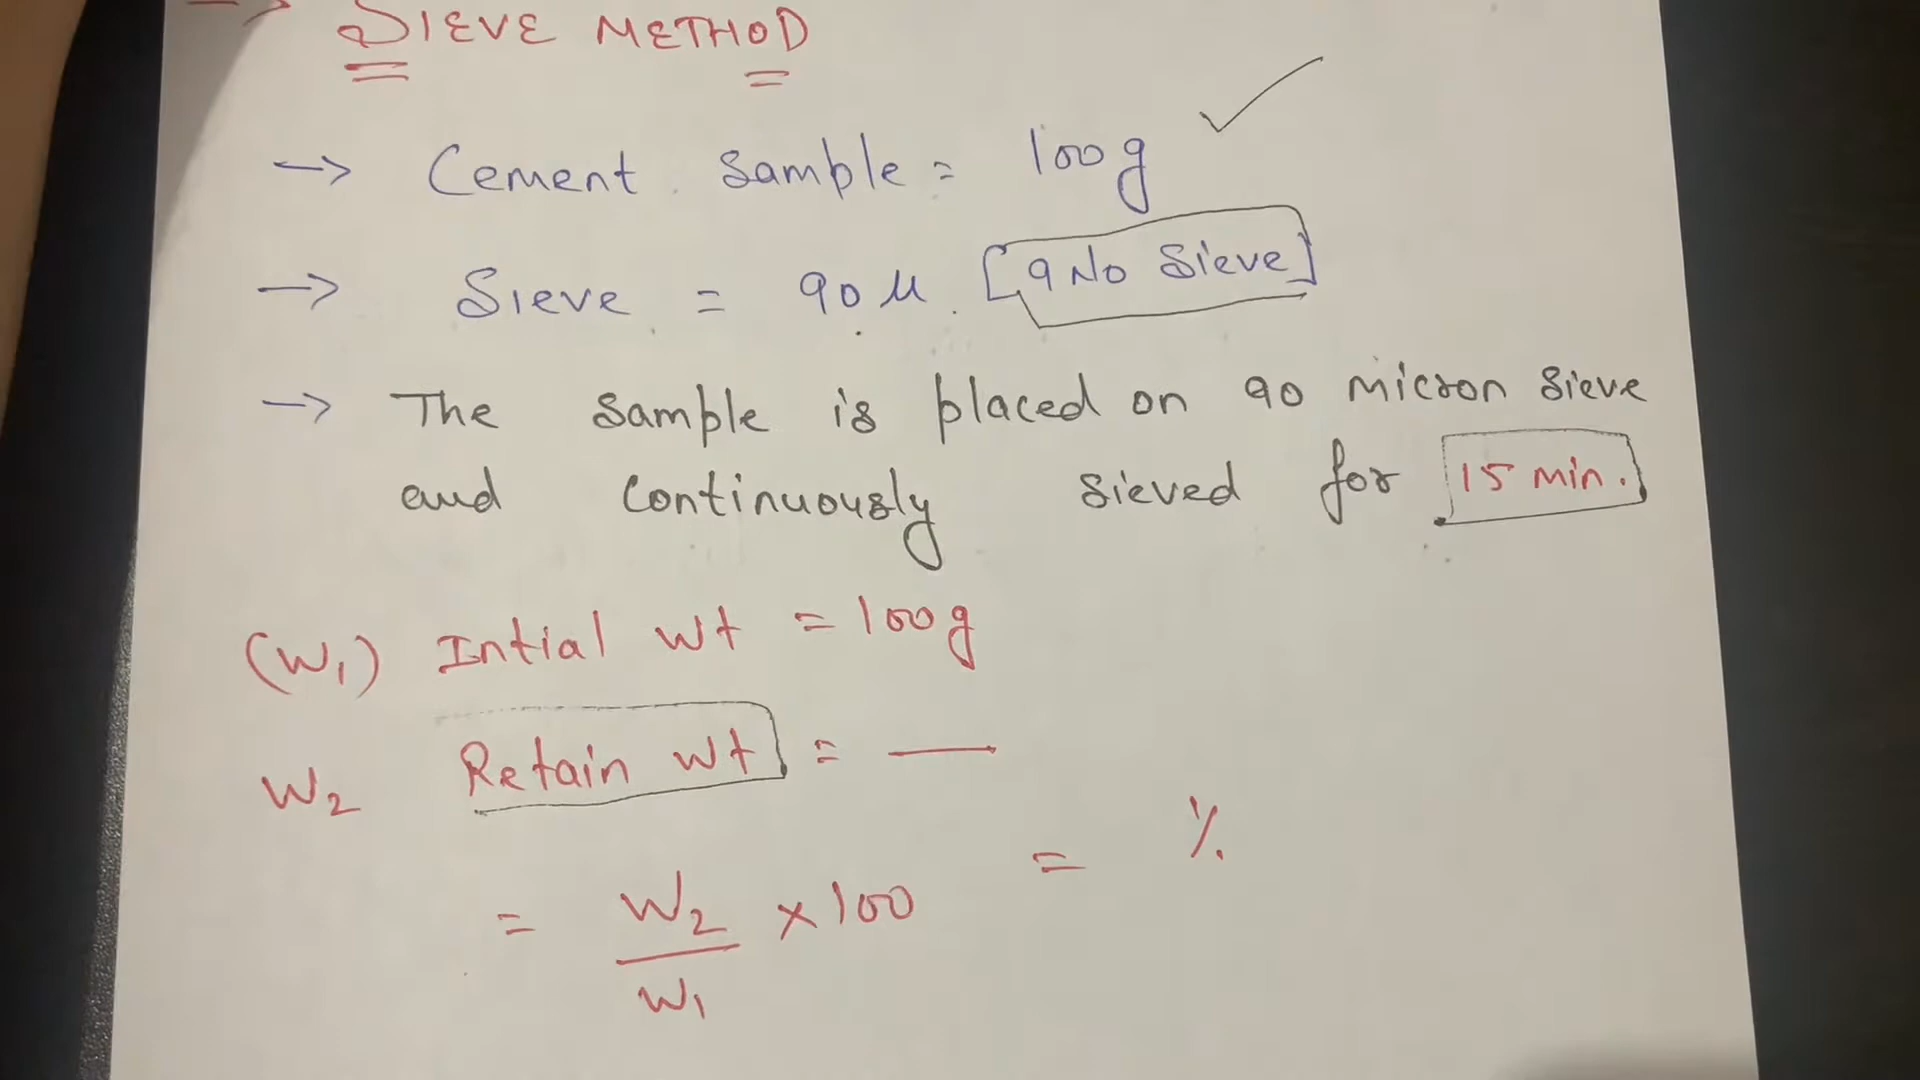 → SIEVE METHOD
→ Cement Sample = 100g ✓
→ Sieve = 90 μ [9 No Sieve]
→ The Sample is placed on 90 micron Sieve
and continuously sieved for 15 min.
(W₁) Intial wt = 100g
W₂ Retain wt = —
= W₂/W₁ × 100 = %